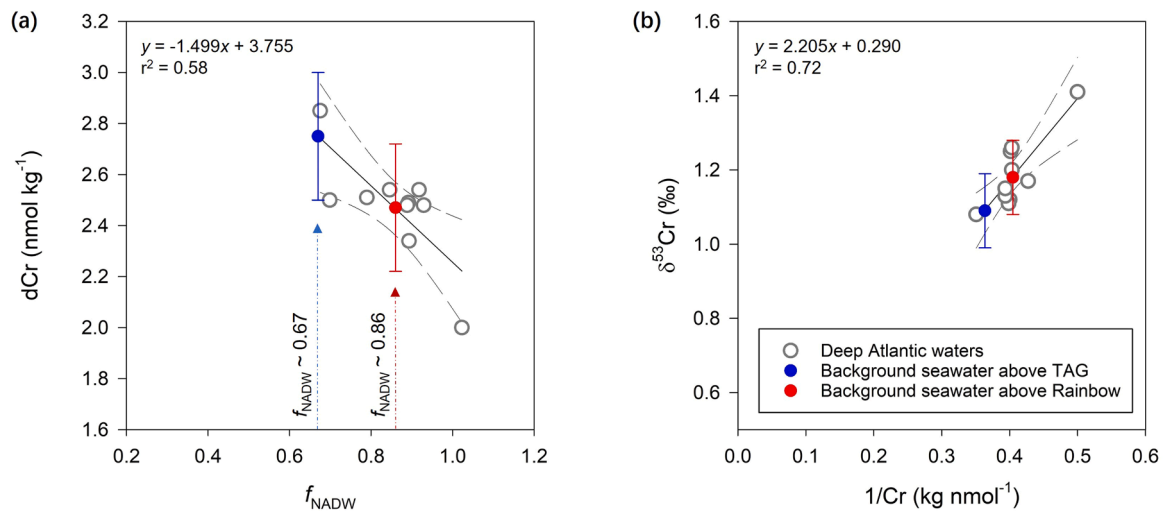 (a)
y = -1.499x + 3.755
r² = 0.58
dCr (nmol kg⁻¹)
3.2
3.0
2.8
2.6
2.4
2.2
2.0
1.8
1.6
fNADW ~ 0.67
fNADW ~ 0.86
0.2 0.4 0.6 0.8 1.0 1.2
fNADW
(b)
y = 2.205x + 0.290
r² = 0.72
δ⁵³Cr (‰)
1.6
1.4
1.2
1.0
0.8
0.6
Deep Atlantic waters
Background seawater above TAG
Background seawater above Rainbow
0.0 0.1 0.2 0.3 0.4 0.5 0.6
1/Cr (kg nmol⁻¹)